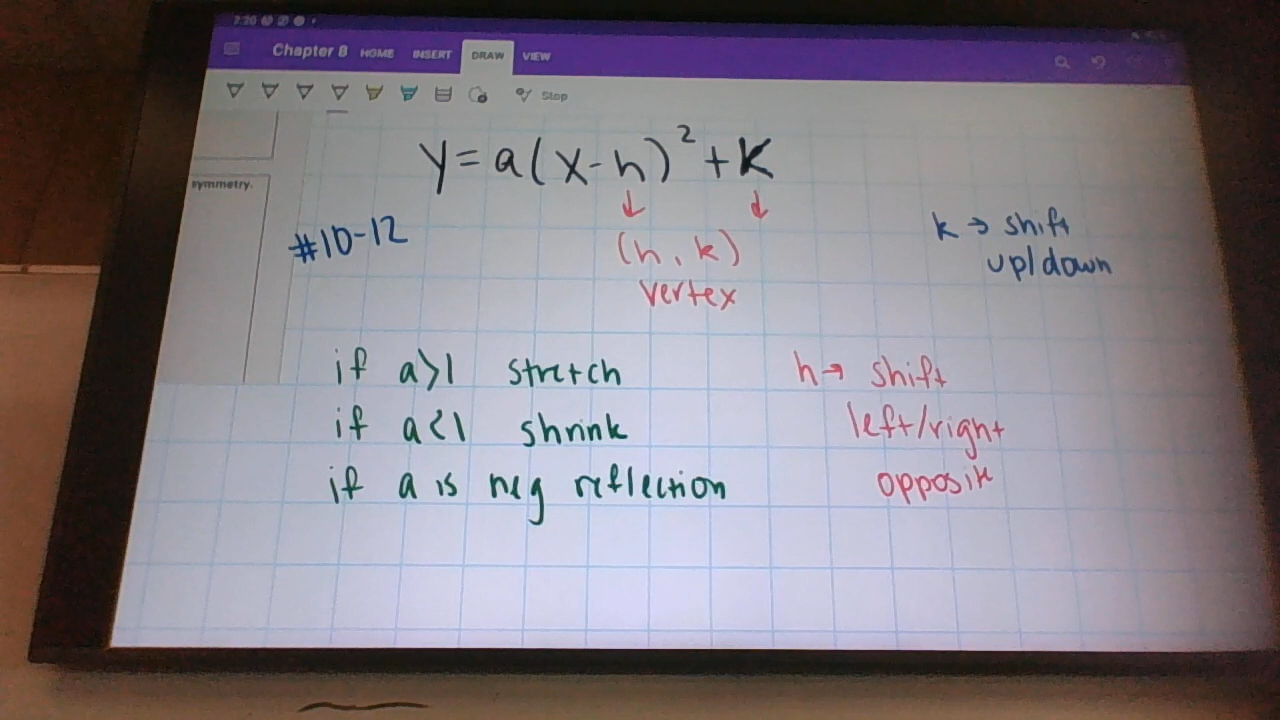 Chapter 8 HOME INSERT DRAW VIEW
Stop
symmetry.
y=a(x-h)²+k
#10-12
(h,k)
vertex
k→ shift
up/down
if a>1 stretch
if a<1 shrink
if a is neg reflection
h→ shift
left/right
opposite